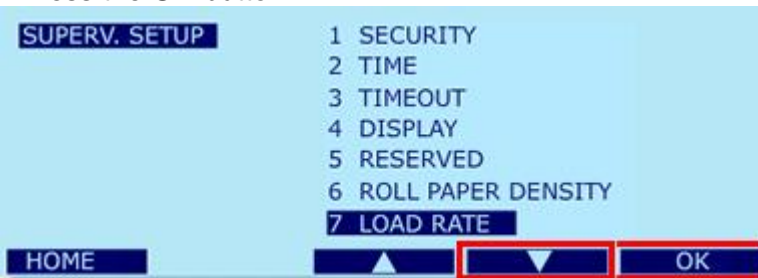 SUPERV. SETUP
1 SECURITY
2 TIME
3 TIMEOUT
4 DISPLAY
5 RESERVED
6 ROLL PAPER DENSITY
7 LOAD RATE
HOME ▲ ▼ OK